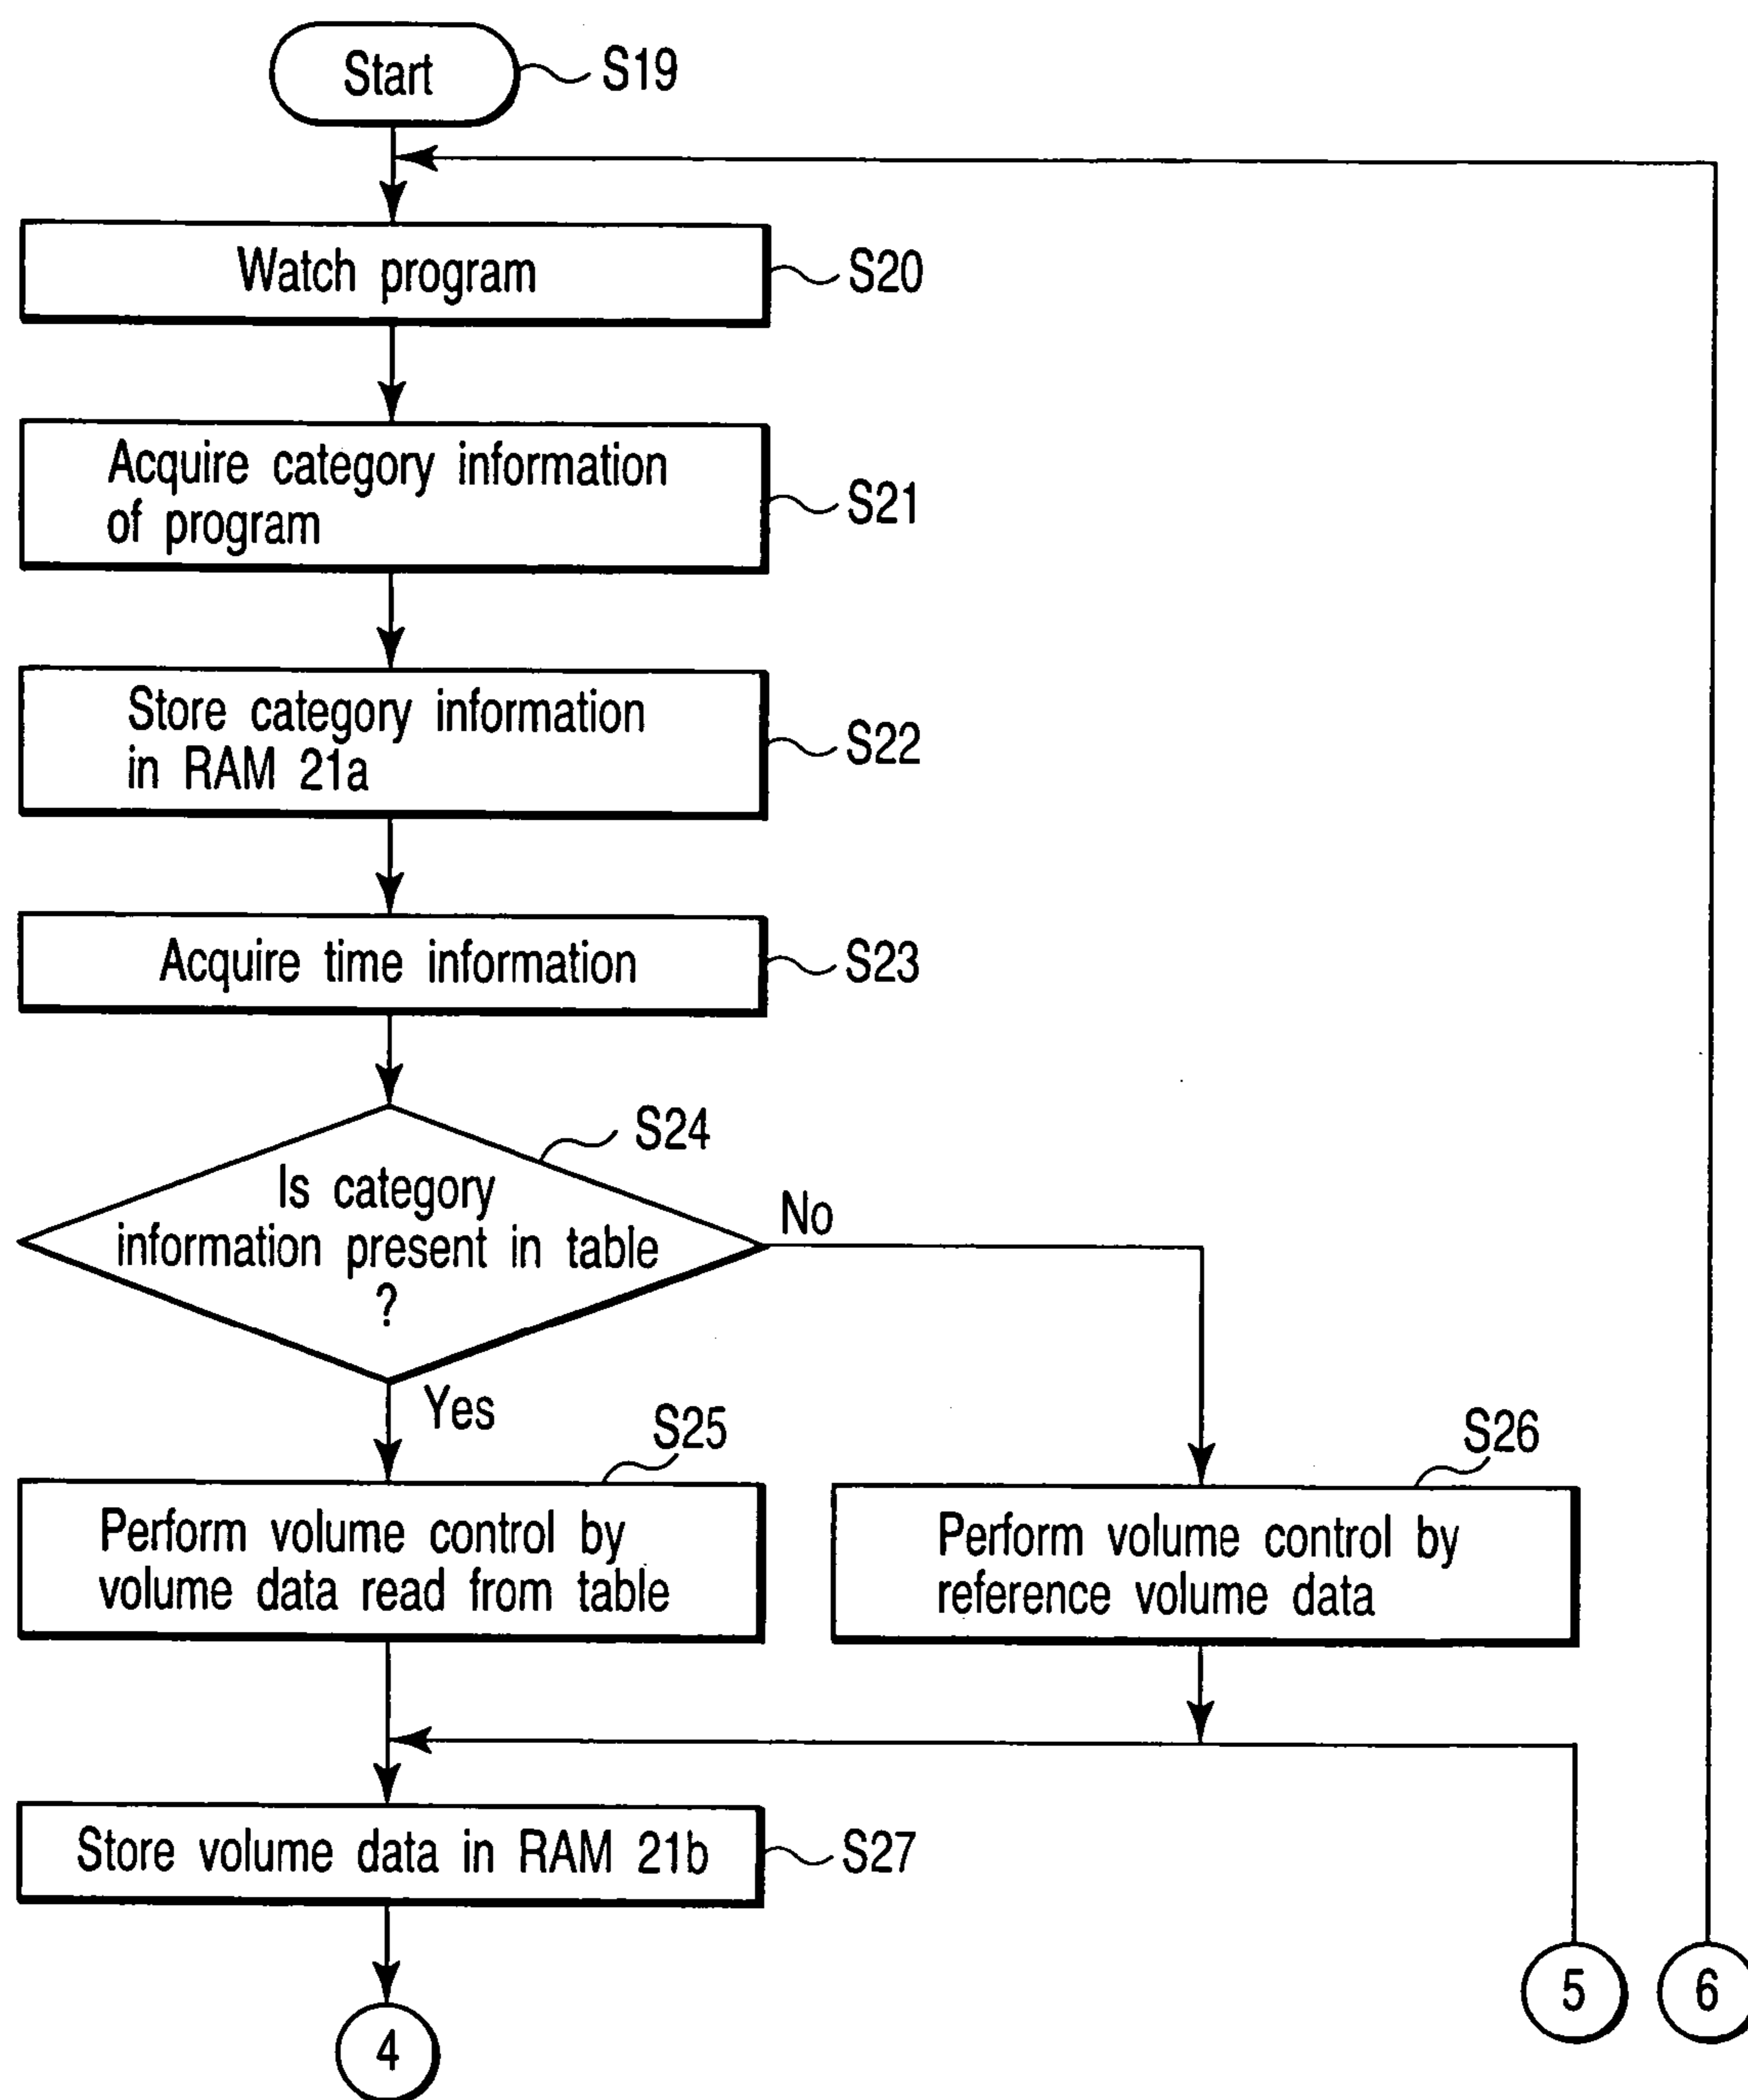 Start
S19
Watch program
S20
Acquire category information
of program
S21
Store category information
in RAM 21a
S22
Acquire time information
S23
S24
Is category
information present in table
?
No
Yes
S25
Perform volume control by
volume data read from table
S26
Perform volume control by
reference volume data
Store volume data in RAM 21b
S27
5
6
4